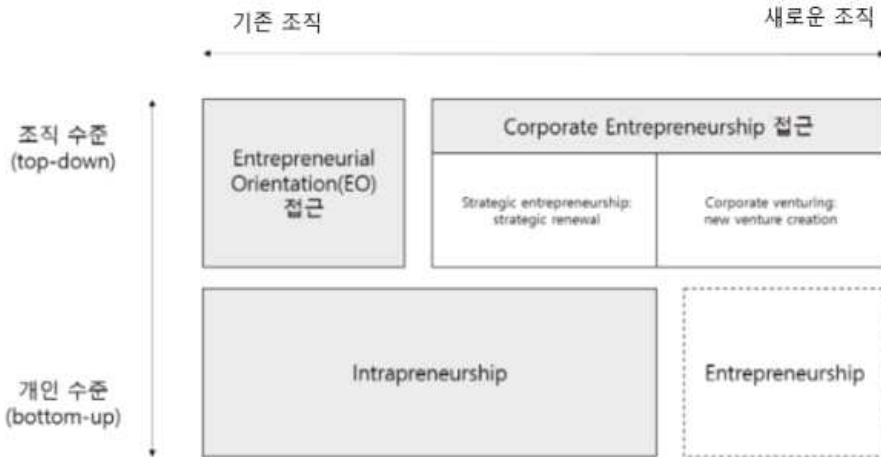 기존 조직
새로운 조직
조직 수준
(top-down)
Entrepreneurial
Orientation(EO)
접근
Corporate Entrepreneurship 접근
Strategic entrepreneurship:
strategic renewal
Corporate venturing:
new venture creation
개인 수준
(bottom-up)
Intrapreneurship
Entrepreneurship